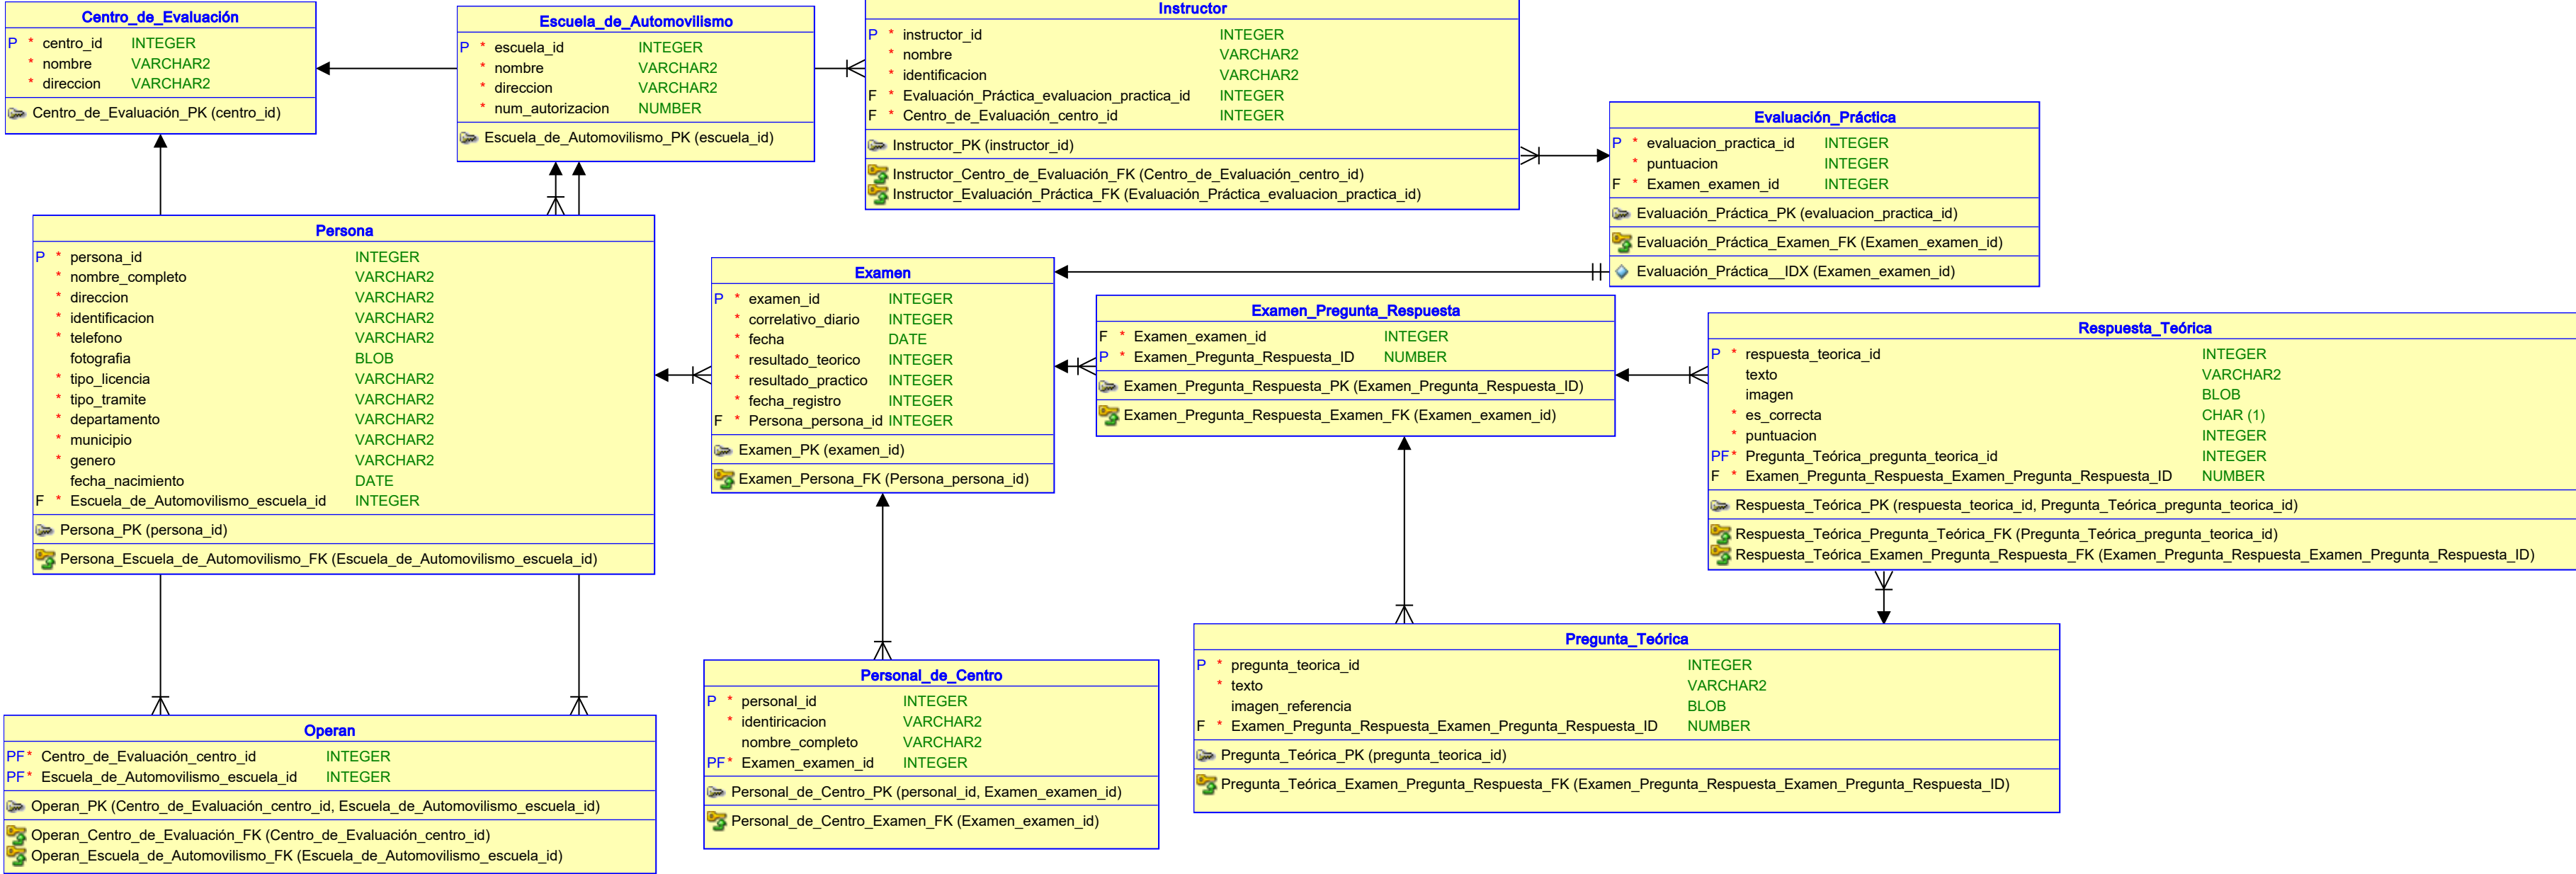 Centro_de_Evaluación
P * centro_id INTEGER
* nombre VARCHAR2
* direccion VARCHAR2
Centro_de_Evaluación_PK (centro_id)
Escuela_de_Automovilismo
P * escuela_id INTEGER
* nombre VARCHAR2
* direccion VARCHAR2
* num_autorizacion NUMBER
Escuela_de_Automovilismo_PK (escuela_id)
Instructor
P * instructor_id INTEGER
* nombre VARCHAR2
* identificacion VARCHAR2
F * Evaluación_Práctica_evaluacion_practica_id INTEGER
F * Centro_de_Evaluación_centro_id INTEGER
Instructor_PK (instructor_id)
Instructor_Centro_de_Evaluación_FK (Centro_de_Evaluación_centro_id)
Instructor_Evaluación_Práctica_FK (Evaluación_Práctica_evaluacion_practica_id)
Evaluación_Práctica
P * evaluacion_practica_id INTEGER
* puntuacion INTEGER
F * Examen_examen_id INTEGER
Evaluación_Práctica_PK (evaluacion_practica_id)
Evaluación_Práctica_Examen_FK (Examen_examen_id)
Evaluación_Práctica__IDX (Examen_examen_id)
Persona
P * persona_id INTEGER
* nombre_completo VARCHAR2
* direccion VARCHAR2
* identificacion VARCHAR2
* telefono VARCHAR2
fotografia BLOB
* tipo_licencia VARCHAR2
* tipo_tramite VARCHAR2
* departamento VARCHAR2
* municipio VARCHAR2
* genero VARCHAR2
fecha_nacimiento DATE
F * Escuela_de_Automovilismo_escuela_id INTEGER
Persona_PK (persona_id)
Persona_Escuela_de_Automovilismo_FK (Escuela_de_Automovilismo_escuela_id)
Examen
P * examen_id INTEGER
* correlativo_diario INTEGER
* fecha DATE
* resultado_teorico INTEGER
* resultado_practico INTEGER
* fecha_registro INTEGER
F * Persona_persona_id INTEGER
Examen_PK (examen_id)
Examen_Persona_FK (Persona_persona_id)
Examen_Pregunta_Respuesta
F * Examen_examen_id INTEGER
P * Examen_Pregunta_Respuesta_ID NUMBER
Examen_Pregunta_Respuesta_PK (Examen_Pregunta_Respuesta_ID)
Examen_Pregunta_Respuesta_Examen_FK (Examen_examen_id)
Respuesta_Teórica
P * respuesta_teorica_id INTEGER
texto VARCHAR2
imagen BLOB
* es_correcta CHAR (1)
* puntuacion INTEGER
PF* Pregunta_Teórica_pregunta_teorica_id INTEGER
F * Examen_Pregunta_Respuesta_Examen_Pregunta_Respuesta_ID NUMBER
Respuesta_Teórica_PK (respuesta_teorica_id, Pregunta_Teórica_pregunta_teorica_id)
Respuesta_Teórica_Pregunta_Teórica_FK (Pregunta_Teórica_pregunta_teorica_id)
Respuesta_Teórica_Examen_Pregunta_Respuesta_FK (Examen_Pregunta_Respuesta_Examen_Pregunta_Respuesta_ID)
Operan
PF* Centro_de_Evaluación_centro_id INTEGER
PF* Escuela_de_Automovilismo_escuela_id INTEGER
Operan_PK (Centro_de_Evaluación_centro_id, Escuela_de_Automovilismo_escuela_id)
Operan_Centro_de_Evaluación_FK (Centro_de_Evaluación_centro_id)
Operan_Escuela_de_Automovilismo_FK (Escuela_de_Automovilismo_escuela_id)
Personal_de_Centro
P * personal_id INTEGER
* identiricacion VARCHAR2
nombre_completo VARCHAR2
PF* Examen_examen_id INTEGER
Personal_de_Centro_PK (personal_id, Examen_examen_id)
Personal_de_Centro_Examen_FK (Examen_examen_id)
Pregunta_Teórica
P * pregunta_teorica_id INTEGER
* texto VARCHAR2
imagen_referencia BLOB
F * Examen_Pregunta_Respuesta_Examen_Pregunta_Respuesta_ID NUMBER
Pregunta_Teórica_PK (pregunta_teorica_id)
Pregunta_Teórica_Examen_Pregunta_Respuesta_FK (Examen_Pregunta_Respuesta_Examen_Pregunta_Respuesta_ID)